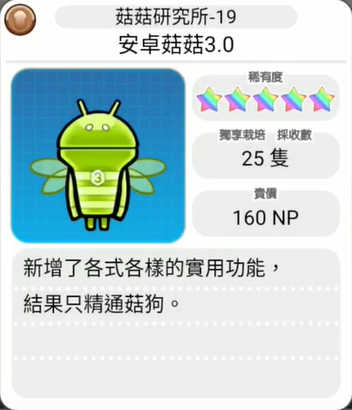 菇菇研究所-19
安卓菇菇3.0
稀有度
獨享栽培 採收數
25 隻
賣價
160 NP
3
新增了各式各樣的實用功能，
結果只精通菇狗。